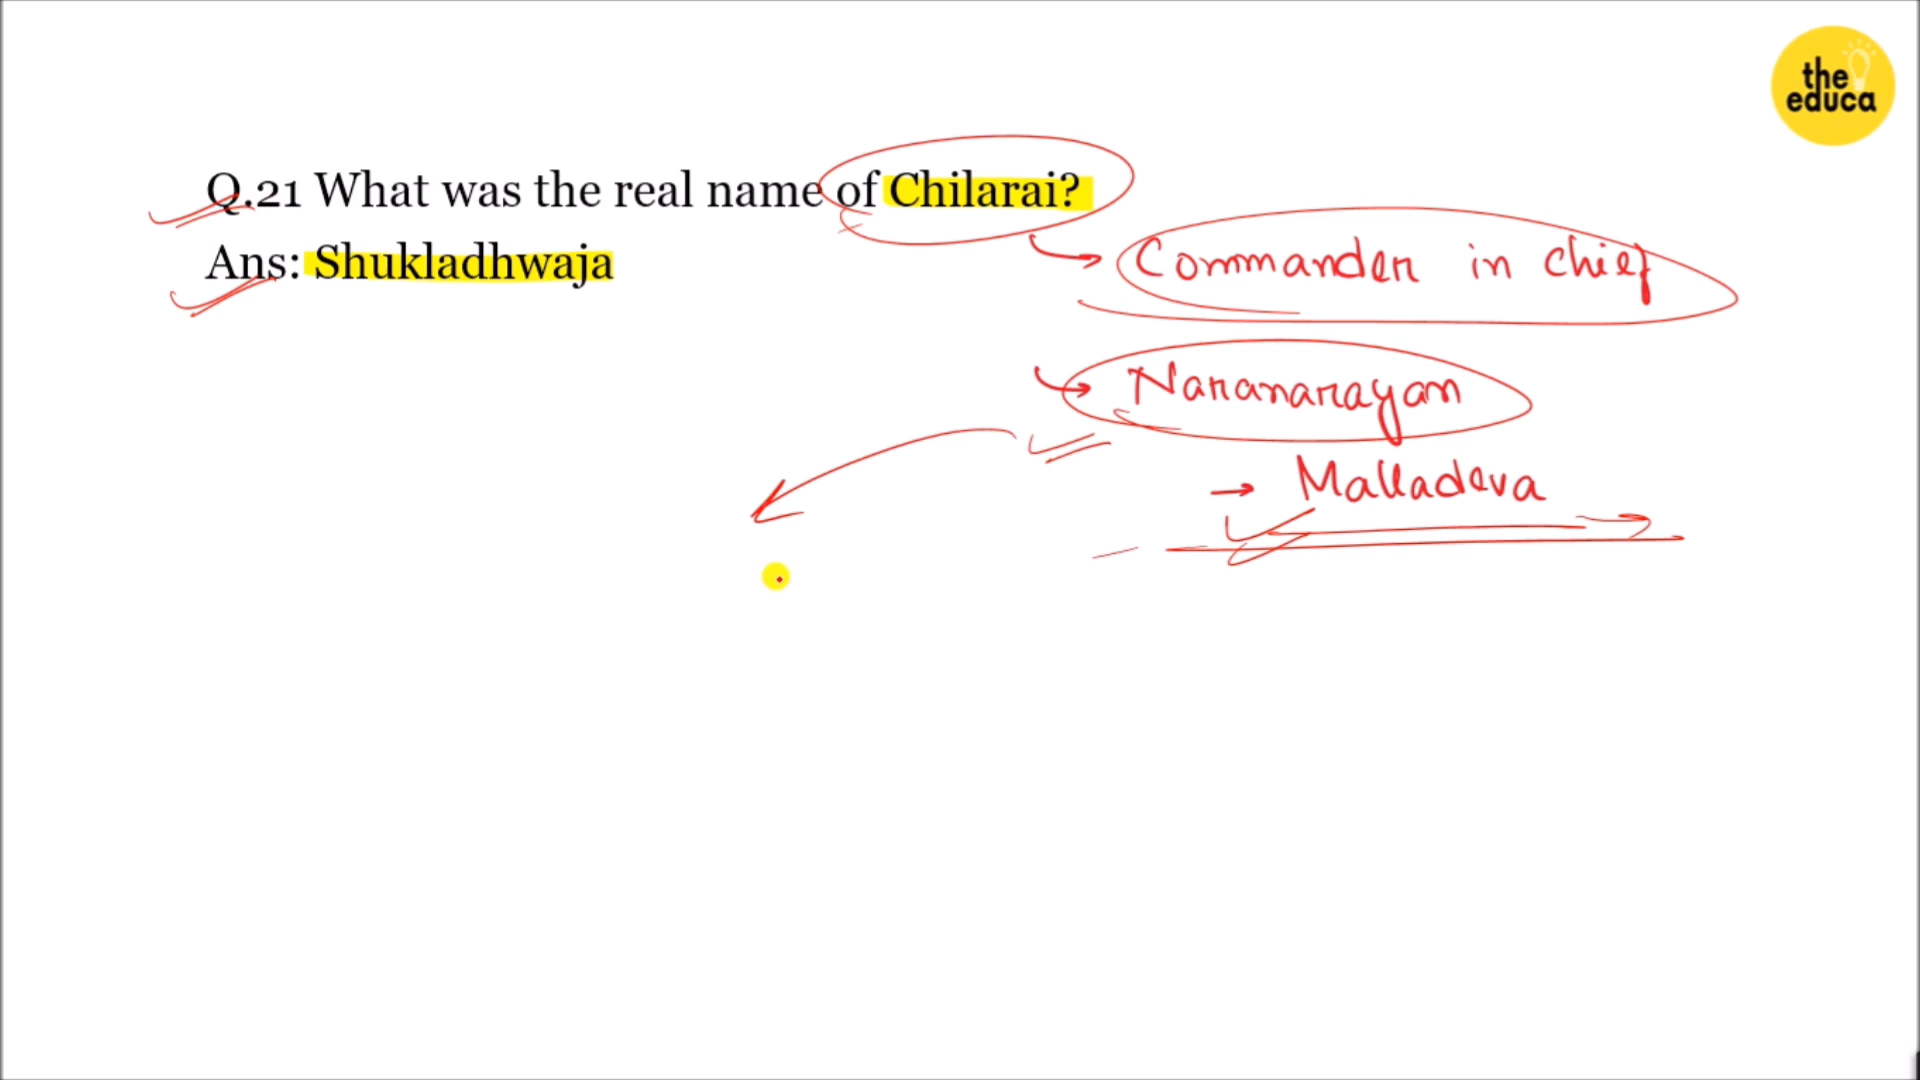 the
educa
Q.21 What was the real name of Chilarai?
Ans: Shukladhwaja
Commander in chief
Naranarayan
Malladeva